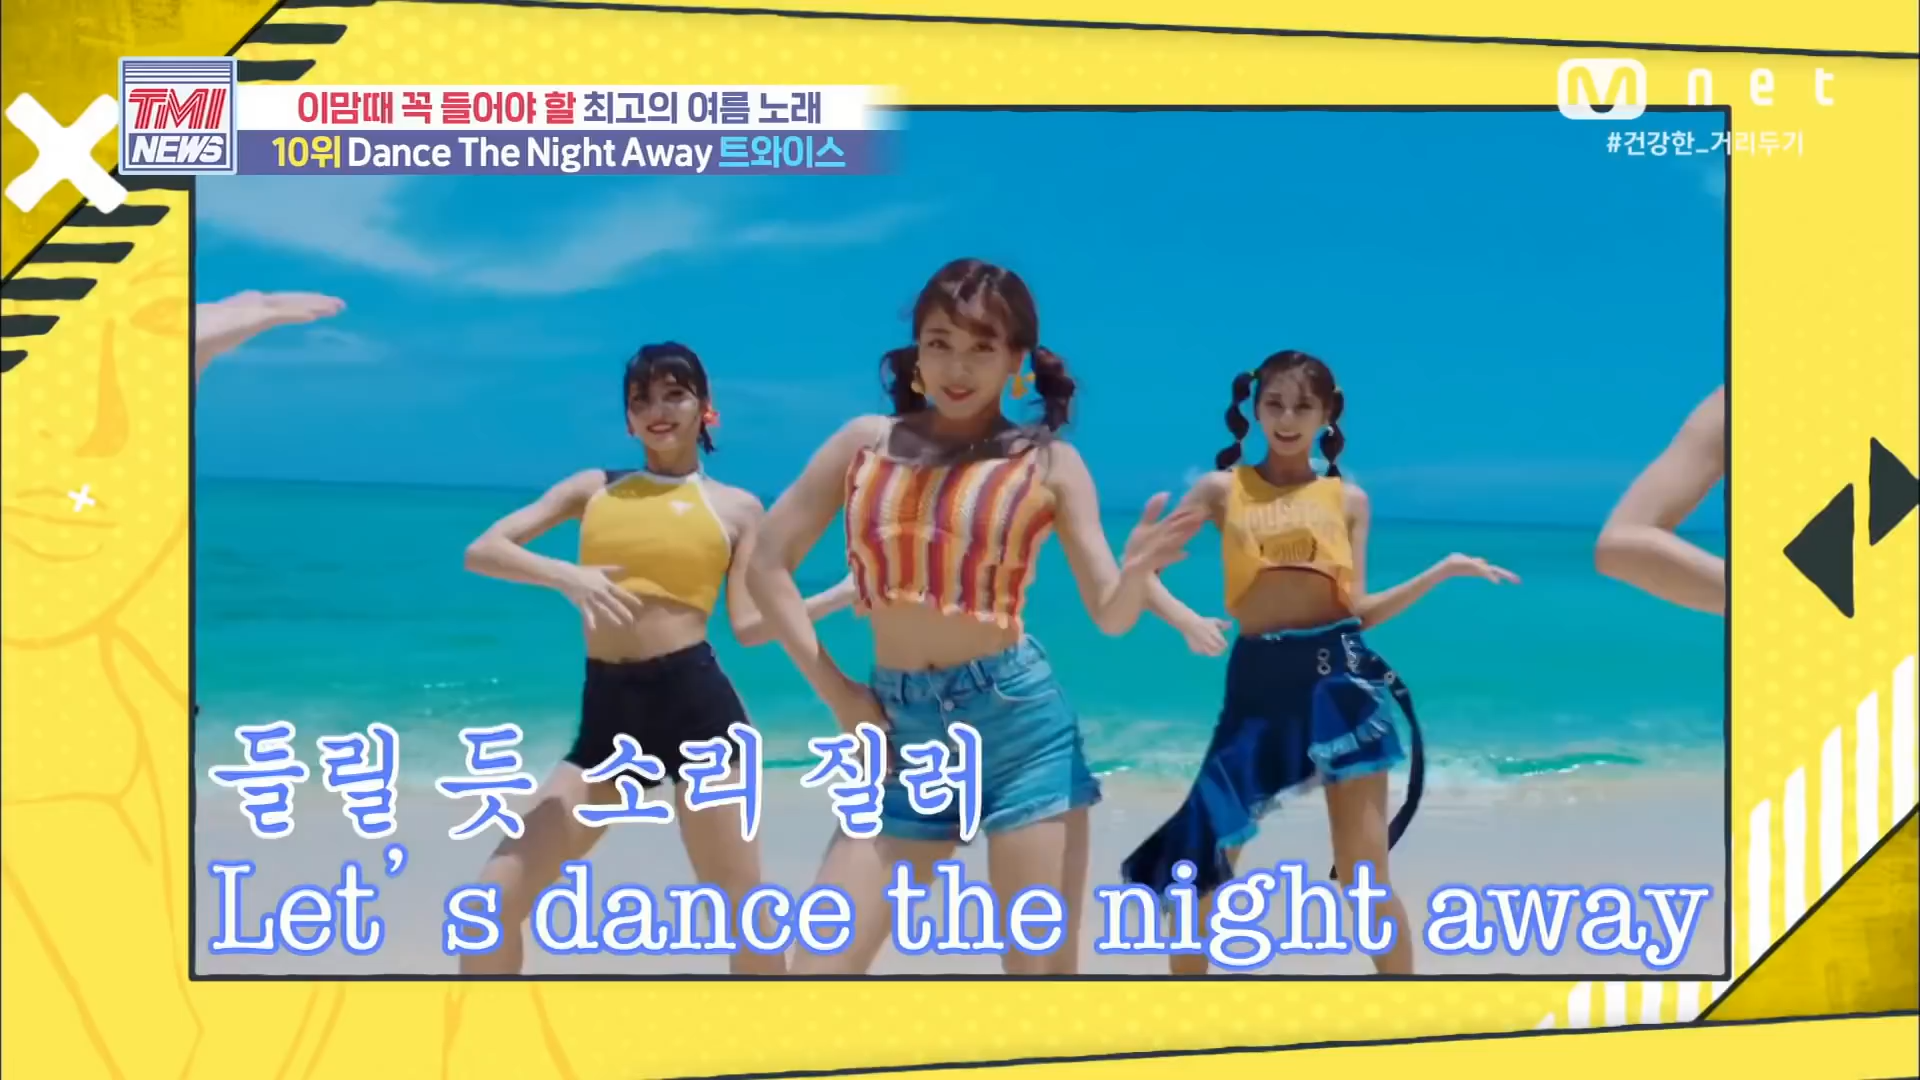 TMI
NEWS
이맘때 꼭 들어야 할 최고의 여름 노래
10위 Dance The Night Away 트와이스
Mnet
#건강한_거리두기
들릴 듯 소리 질러
Let's dance the night away